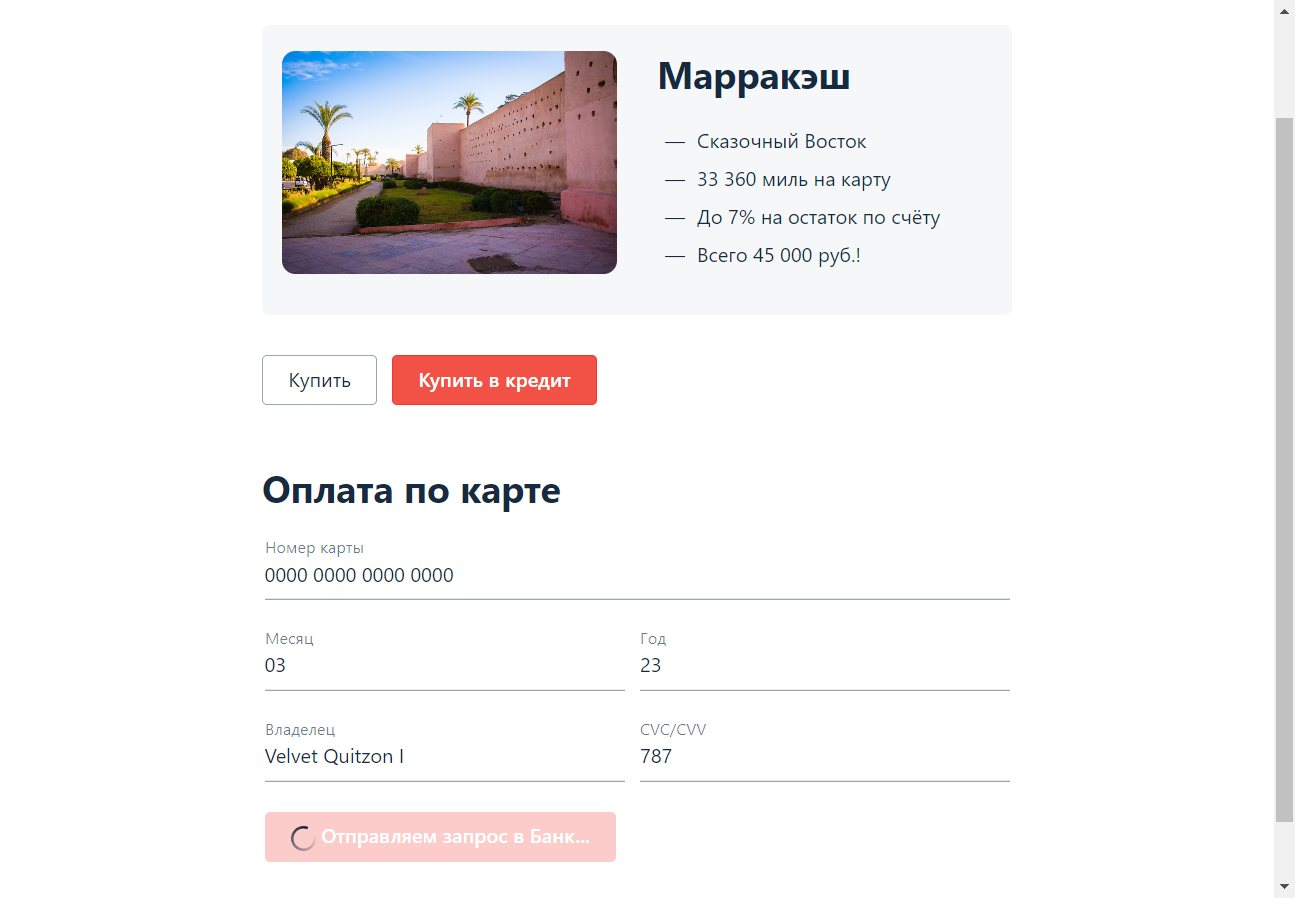 Марракэш
— Сказочный Восток
— 33 360 миль на карту
— До 7% на остаток по счёту
— Всего 45 000 руб.!
Купить
Купить в кредит
Оплата по карте
Номер карты
0000 0000 0000 0000
Месяц
Год
03
23
Владелец
CVC/CVV
Velvet Quitzon I
787
Отправляем запрос в Банк...